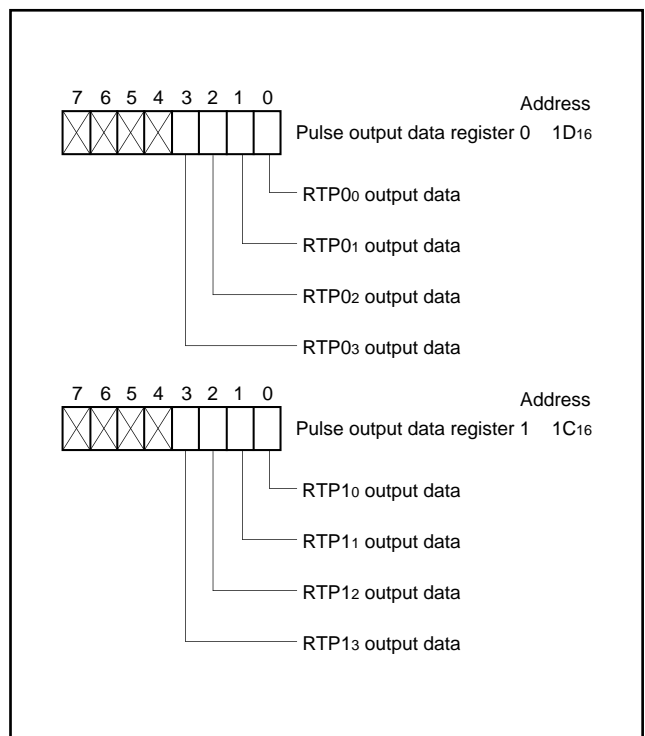 7 6 5 4 3 2 1 0
Address
Pulse output data register 0 1D16
RTP00 output data
RTP01 output data
RTP02 output data
RTP03 output data
7 6 5 4 3 2 1 0
Address
Pulse output data register 1 1C16
RTP10 output data
RTP11 output data
RTP12 output data
RTP13 output data